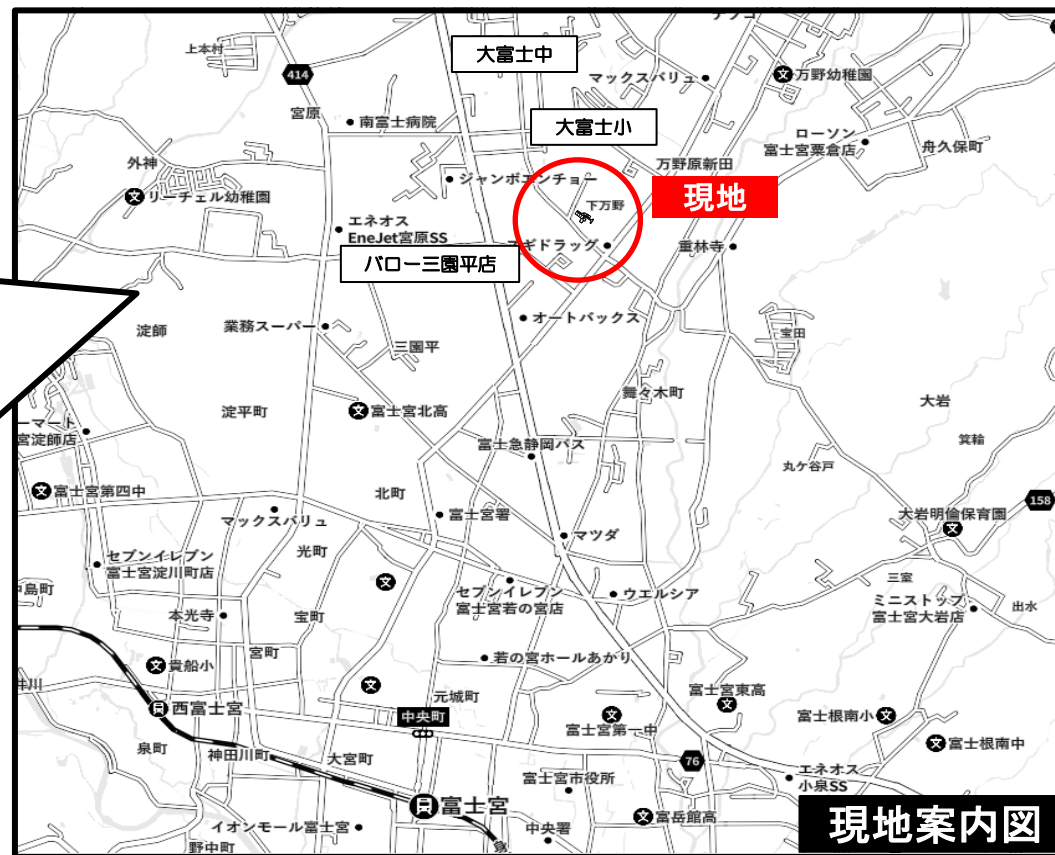 テンコー
上本村
大富士中
414
マックスバリュ
万野幼稚園
宮原
南富士病院
大富士小
ローソン
富士宮粟倉店
舟久保町
外神
万野原新田
ジャンボエンチョー
リーチェル幼稚園
現地
下万野
エネオス
EneJet宮原SS
スギドラッグ
重林寺
バロー三園平店
オートバックス
淀師
業務スーパー
三園平
宝田
舞々木町
大岩
淀平町
富士宮北高
ーマート
宮淀師店
富士急静岡バス
箕輪
丸ケ谷戸
富士宮第四中
北町
158
マックスバリュ
富士宮署
大岩明倫保育園
マツダ
光町
セブンイレブン
富士宮淀川町店
三室
中島町
セブンイレブン
富士宮若の宮店
ウエルシア
ミニストップ
富士宮大岩店
出水
本光寺
宝町
宮町
若の宮ホールあかり
貴船小
元城町
富士宮東高
西富士宮
中央町
富士宮第一中
富士根南小
泉町
神田川町
大宮町
76
富士根南中
エネオス
小泉SS
富士宮市役所
富士宮
富岳館高
イオンモール富士宮
中央署
野中町
現地案内図